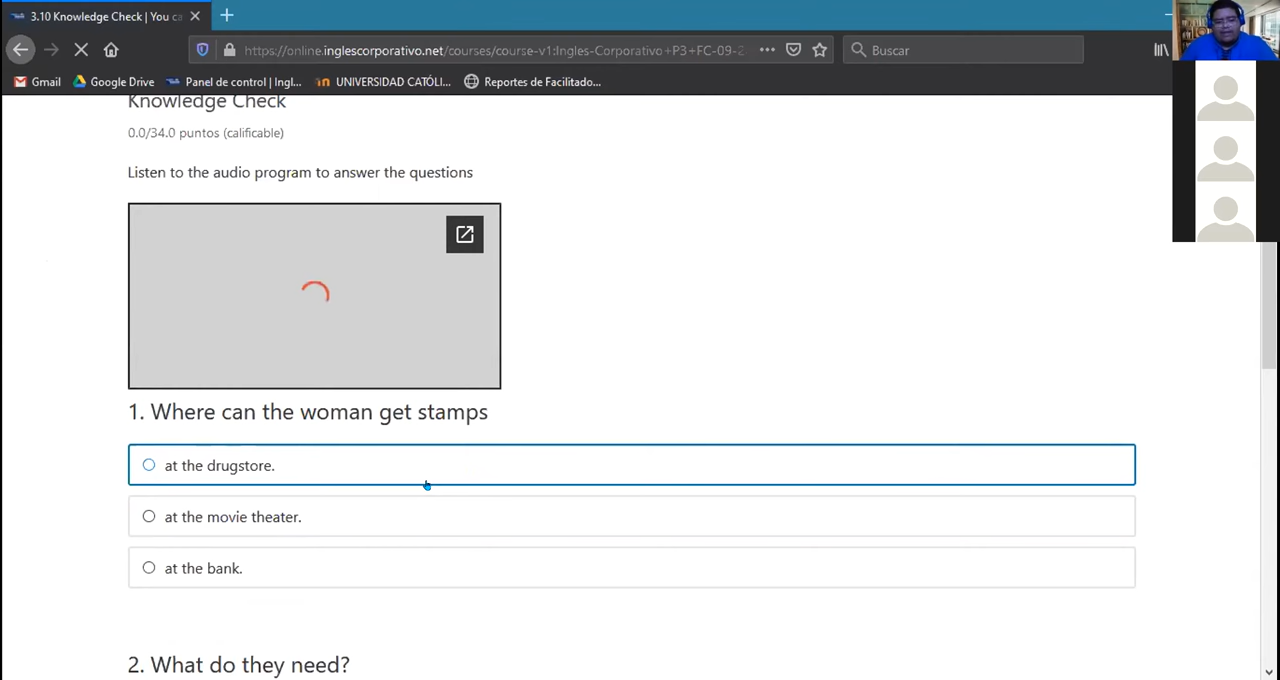 3.10 Knowledge Check | You ca
https://online.inglescorporativo.net/courses/course-v1:Ingles-Corporativo+P3+FC-09-2
Buscar
Gmail
Google Drive
Panel de control | Ingl...
UNIVERSIDAD CATÓLI...
Reportes de Facilitado...
Knowledge Check
0.0/34.0 puntos (calificable)
Listen to the audio program to answer the questions
1. Where can the woman get stamps
at the drugstore.
at the movie theater.
at the bank.
2. What do they need?